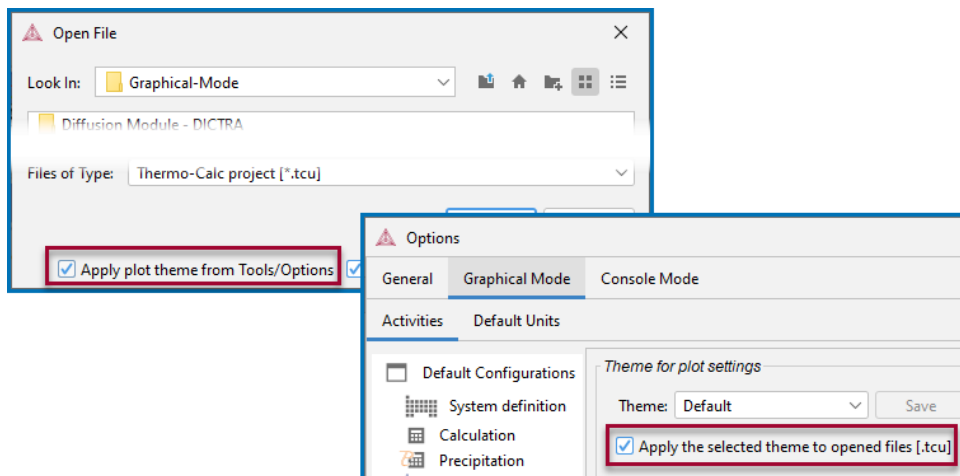 Open File
Look In: Graphical-Mode
Diffusion Module - DICTRA
Files of Type: Thermo-Calc project [*.tcu]
Apply plot theme from Tools/Options
Options
General Graphical Mode Console Mode
Activities Default Units
Default Configurations
System definition
Calculation
Precipitation
Theme for plot settings
Theme: Default Save
Apply the selected theme to opened files [.tcu]